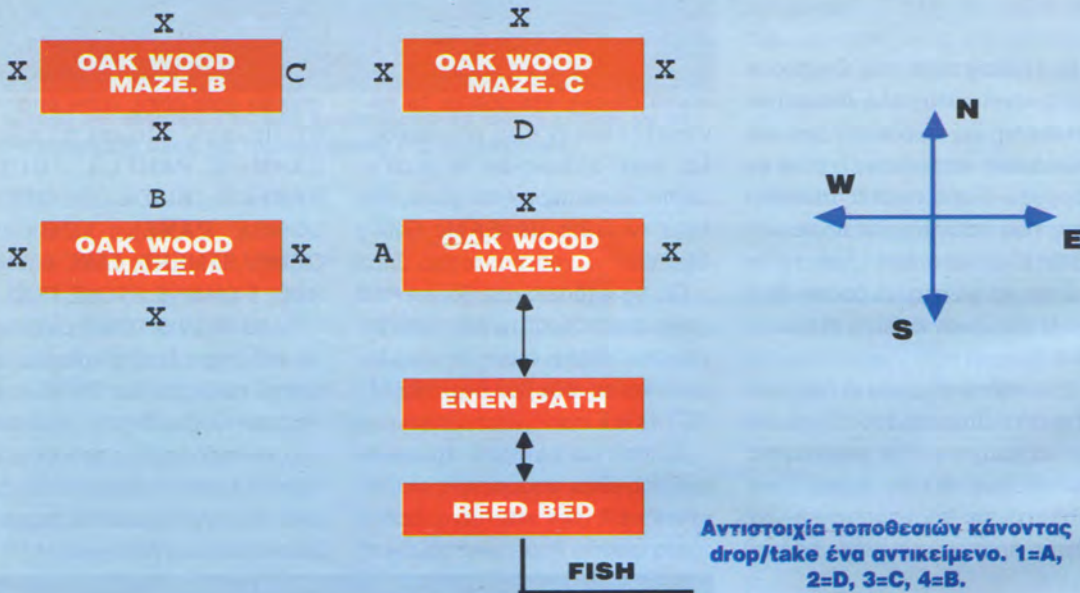 X X
X OAK WOOD C X OAK WOOD X
MAZE. B MAZE. C
X D
N
W E
S
B X
X OAK WOOD X A OAK WOOD X
MAZE. A MAZE. D
X
ENEN PATH
REED BED
FISH
Αντιστοιχία τοποθεσιών κάνοντας
drop/take ένα αντικείμενο. 1=A,
2=D, 3=C, 4=B.